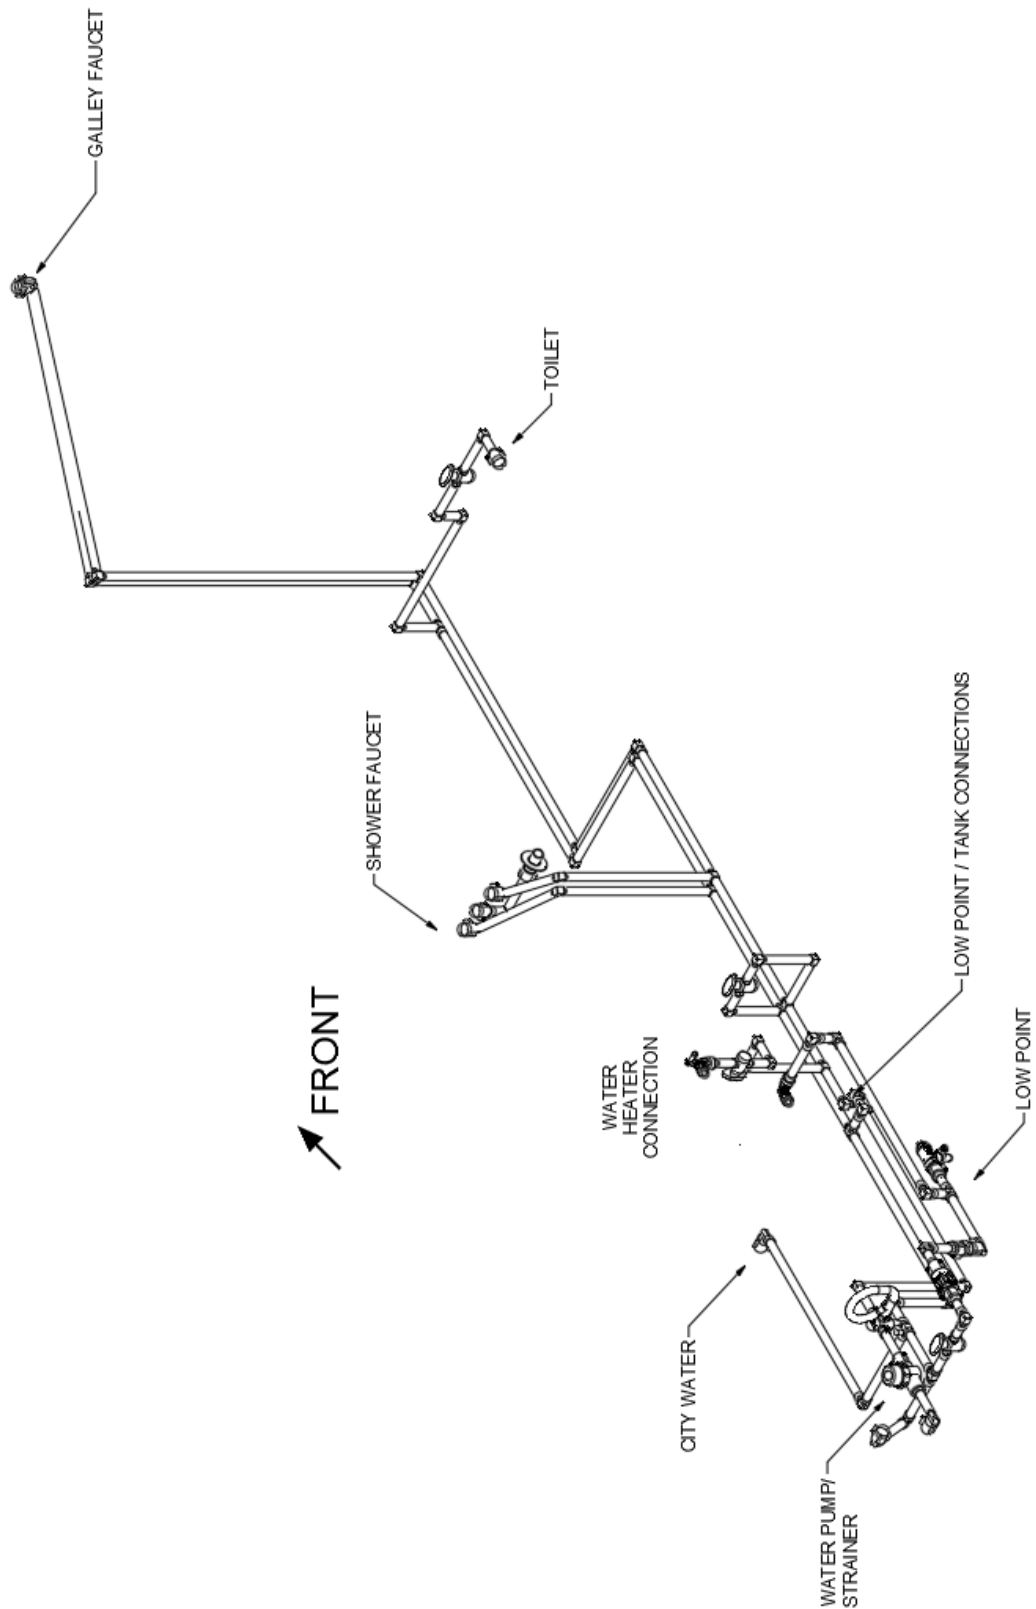 GALLEY FAUCET
TOILET
SHOWER FAUCET
LOW POINT / TANK CONNECTIONS
FRONT
WATER
HEATER
CONNECTION
LOW POINT
CITY WATER
WATER PUMP/
STRAINER